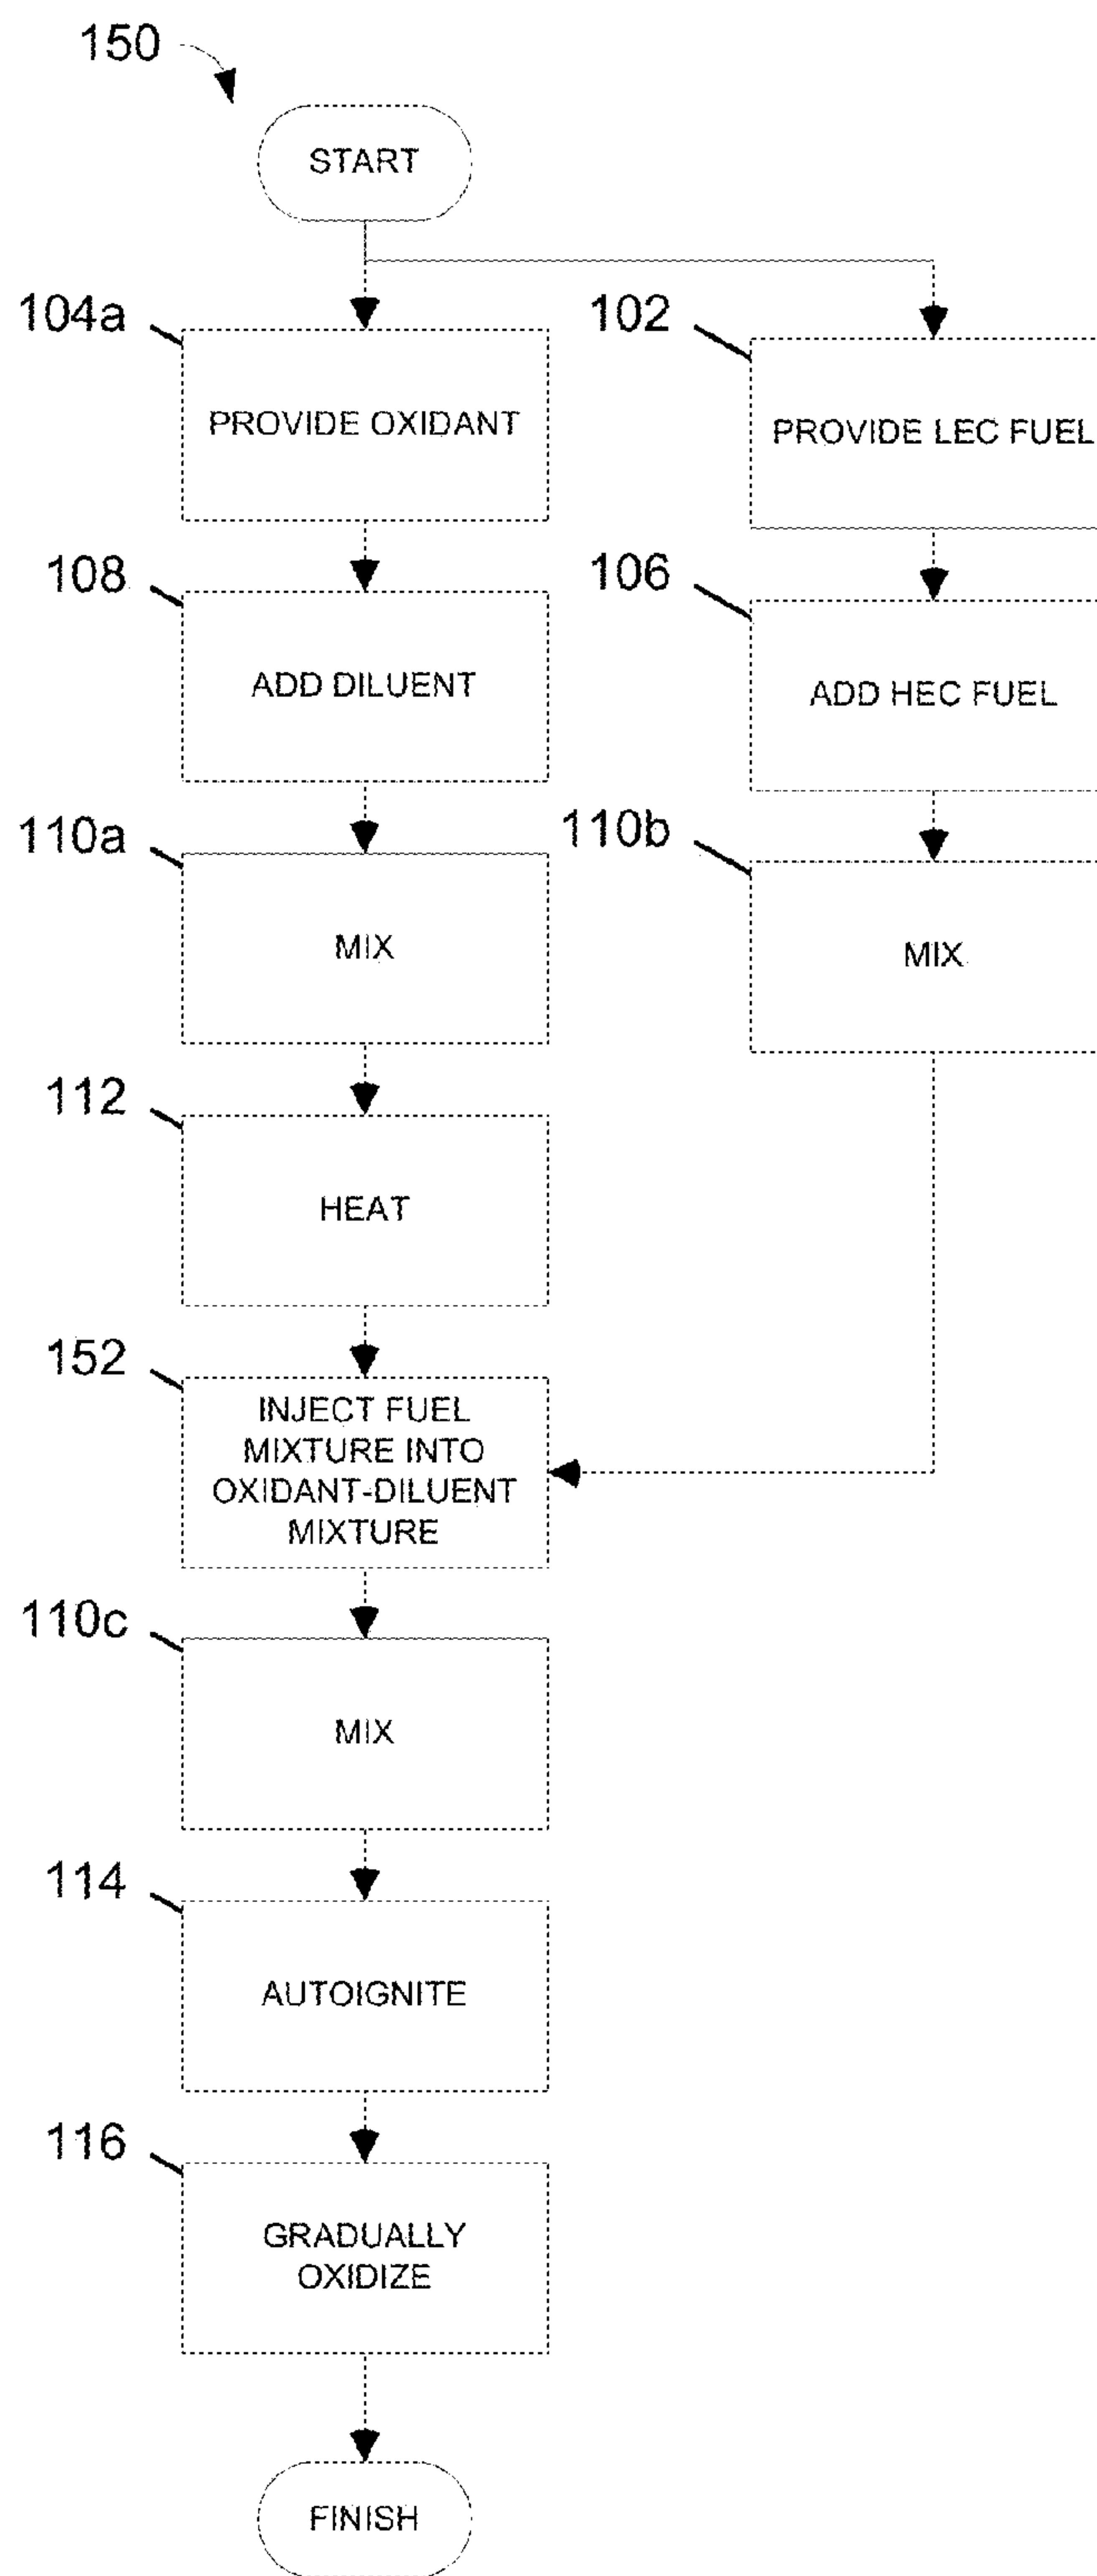 150
START
104a
PROVIDE OXIDANT
102
PROVIDE LEC FUEL
108
ADD DILUENT
106
ADD HEC FUEL
110a
MIX
110b
MIX
112
HEAT
152
INJECT FUEL
MIXTURE INTO
OXIDANT-DILUENT
MIXTURE
110c
MIX
114
AUTOIGNITE
116
GRADUALLY
OXIDIZE
FINISH